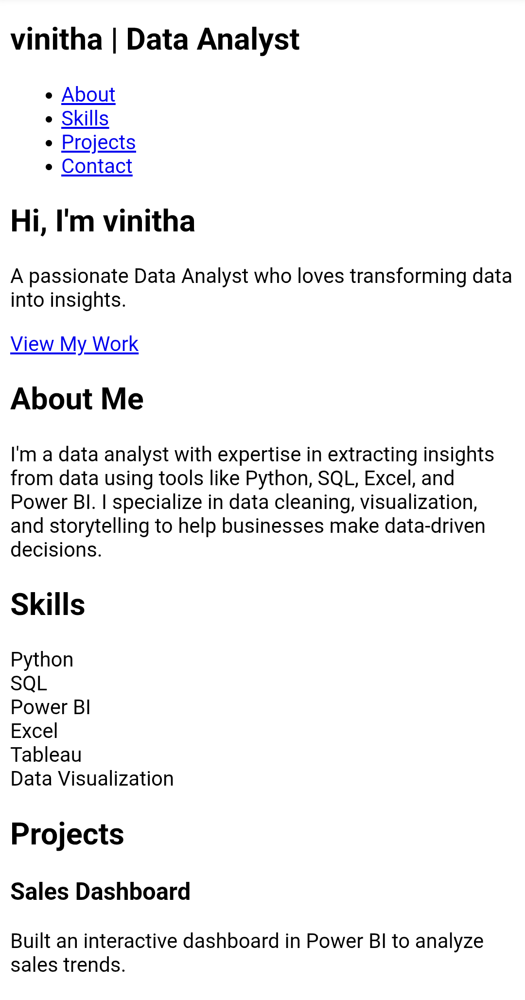 vinitha | Data Analyst
About
Skills
Projects
Contact
Hi, I'm vinitha
A passionate Data Analyst who loves transforming data
into insights.
View My Work
About Me
I'm a data analyst with expertise in extracting insights
from data using tools like Python, SQL, Excel, and
Power BI. I specialize in data cleaning, visualization,
and storytelling to help businesses make data-driven
decisions.
Skills
Python
SQL
Power BI
Excel
Tableau
Data Visualization
Projects
Sales Dashboard
Built an interactive dashboard in Power BI to analyze
sales trends.